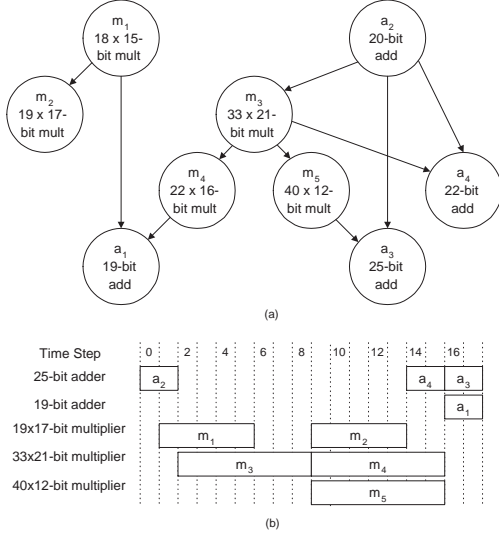 m1
18 x 15-
bit mult
a2
20-bit
add
m2
19 x 17-
bit mult
m3
33 x 21-
bit mult
m4
22 x 16-
bit mult
m5
40 x 12-
bit mult
a4
22-bit
add
a1
19-bit
add
a3
25-bit
add
(a)
Time Step 0 2 4 6 8 10 12 14 16
25-bit adder a2 a4 a3
19-bit adder a1
19x17-bit multiplier m1 m2
33x21-bit multiplier m3 m4
40x12-bit multiplier m5
(b)